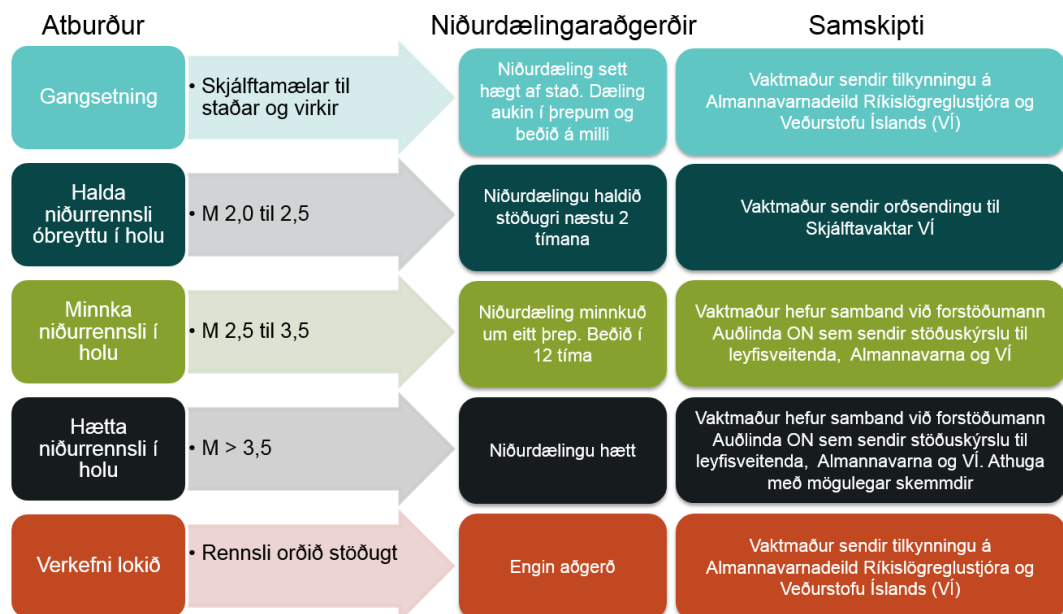 Atburður
Niðurdælingaraðgerðir
Samskipti
Gangsetning
• Skjálftamælar til
staðar og virkir
Niðurdæling sett
hægt af stað. Dæling
aukin í þrepum og
beðið á milli
Vaktmaður sendir tilkynningu á
Almannavarnadeild Ríkislögreglustjóra og
Veðurstofu Íslands (VÍ)
Halda
niðurrennsli
óbreyttu í holu
• M 2,0 til 2,5
Niðurdælingu haldið
stöðugri næstu 2
tímana
Vaktmaður sendir orðsendingu til
Skjálftavaktar VÍ
Minnka
niðurrennsli í
holu
• M 2,5 til 3,5
Niðurdæling minnkuð
um eitt þrep. Beðið í
12 tíma
Vaktmaður hefur samband við forstöðumann
Auðlinda ON sem sendir stöðuskýrslu til
leyfisveitenda, Almannavarna og VÍ
Hætta
niðurrennsli í
holu
• M > 3,5
Niðurdælingu hætt
Vaktmaður hefur samband við forstöðumann
Auðlinda ON sem sendir stöðuskýrslu til
leyfisveitenda, Almannavarna og VÍ. Athuga
með mögulegar skemmdir
Verkefni lokið
• Rennsli orðið stöðugt
Engin aðgerð
Vaktmaður sendir tilkynningu á
Almannavarnadeild Ríkislögreglustjóra og
Veðurstofu Íslands (VÍ)